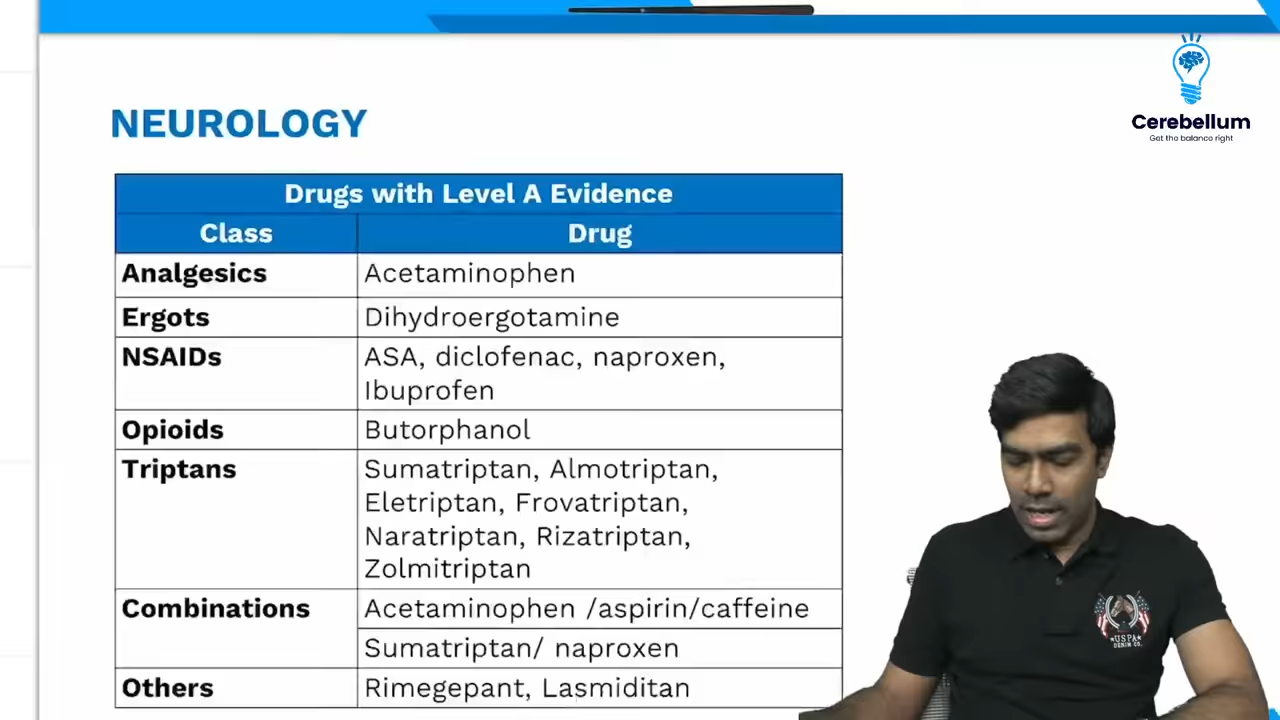 Cerebellum
Get the balance right
NEUROLOGY
Drugs with Level A Evidence
Class Drug
Analgesics Acetaminophen
Ergots Dihydroergotamine
NSAIDs ASA, diclofenac, naproxen,
Ibuprofen
Opioids Butorphanol
Triptans Sumatriptan, Almotriptan,
Eletriptan, Frovatriptan,
Naratriptan, Rizatriptan,
Zolmitriptan
Combinations Acetaminophen /aspirin/caffeine
Sumatriptan/ naproxen
Others Rimegepant, Lasmiditan
USPA
DENIM CO.